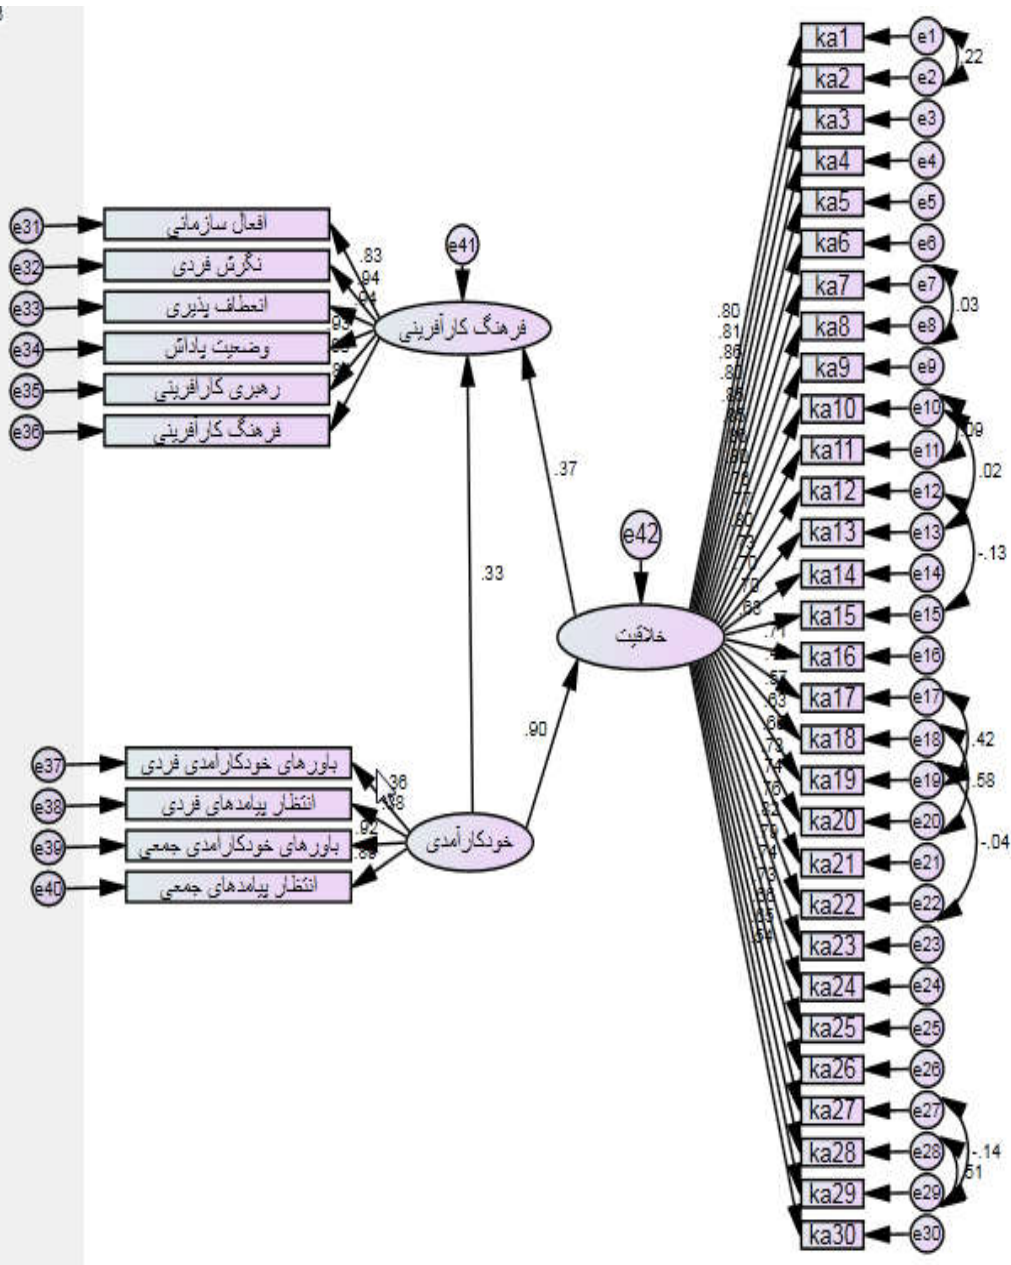 ka1
e1
.22
ka2
e2
ka3
e3
ka4
e4
ka5
e5
ka6
e6
ka7
e7
.03
ka8
e8
ka9
e9
ka10
e10
.09
ka11
e11
.02
ka12
e12
ka13
e13
-.13
ka14
e14
ka15
e15
ka16
e16
ka17
e17
ka18
e18
.42
ka19
e19
.58
ka20
e20
-.04
ka21
e21
ka22
e22
ka23
e23
ka24
e24
ka25
e25
ka26
e26
ka27
e27
ka28
e28
-.14
.51
ka29
e29
ka30
e30
e31
افعال سازمانی
e32
نگرش فردی
e33
انعطاف پذیری
e34
وضعیت پاداش
e35
رهبری کارافرینی
e36
فرهنگ کارآفرینی
.83
.94
.93
e41
فرهنگ کارآفرینی
.37
.33
e42
خلاقیت
.90
.80
.81
.86
e37
باورهای خودکارآمدی فردی
e38
انتظار پیامدهای فردی
e39
باورهای خودکارآمدی جمعی
e40
انتظار پیامدهای جمعی
.92
خودکارآمدی
.54